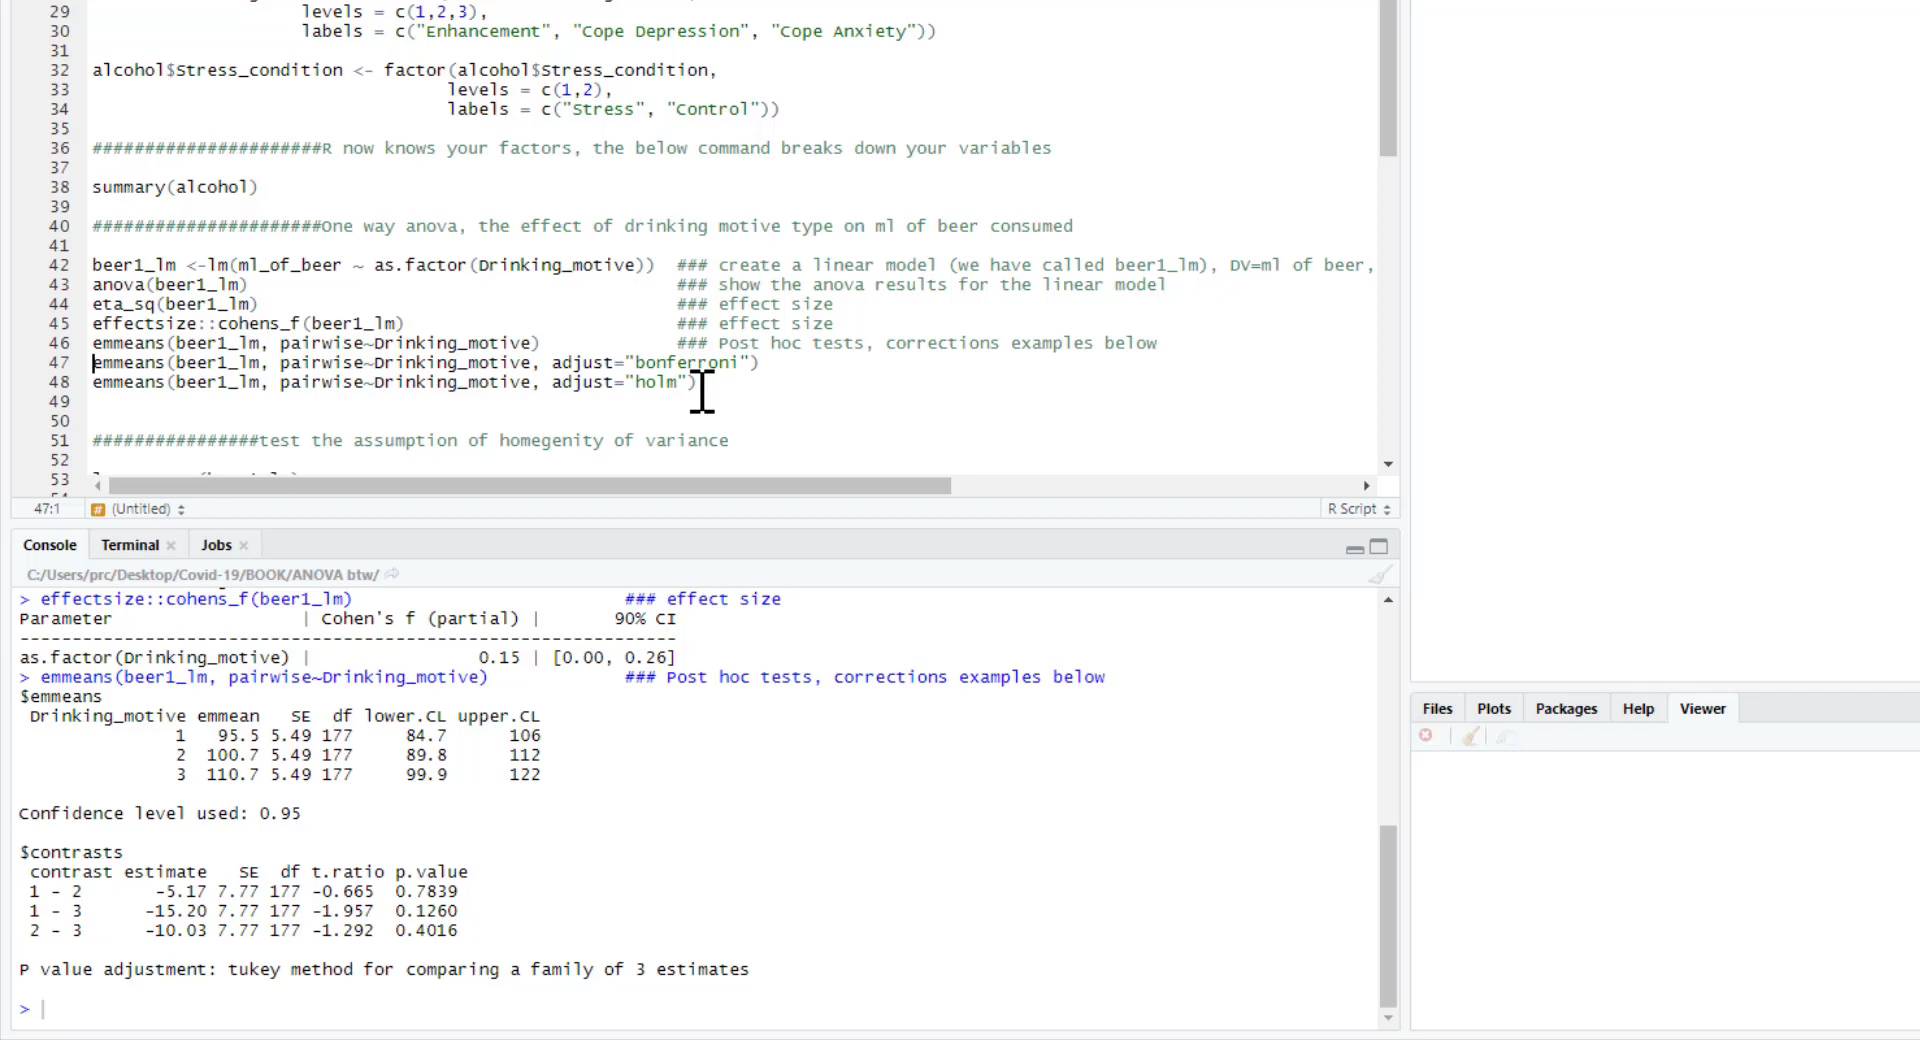 29 levels = c(1,2,3),
30 labels = c("Enhancement", "Cope Depression", "Cope Anxiety"))
31
32 alcohol$Stress_condition <- factor(alcohol$Stress_condition,
33 levels = c(1,2),
34 labels = c("Stress", "Control"))
35
36 ######################R now knows your factors, the below command breaks down your variables
37
38 summary(alcohol)
39
40 ######################One way anova, the effect of drinking motive type on ml of beer consumed
41
42 beer1_lm <-lm(ml_of_beer ~ as.factor(Drinking_motive)) ### create a linear model (we have called beer1_lm), DV=ml of beer,
43 anova(beer1_lm) ### show the anova results for the linear model
44 eta_sq(beer1_lm) ### effect size
45 effectsize::cohens_f(beer1_lm) ### effect size
46 emmeans(beer1_lm, pairwise~Drinking_motive) ### Post hoc tests, corrections examples below
47 emmeans(beer1_lm, pairwise~Drinking_motive, adjust="bonferroni")
48 emmeans(beer1_lm, pairwise~Drinking_motive, adjust="holm")
49
50
51 ################test the assumption of homegenity of variance
52
53
47:1 # (Untitled) R Script
Console Terminal Jobs
C:/Users/prc/Desktop/Covid-19/BOOK/ANOVA btw/
> effectsize::cohens_f(beer1_lm) ### effect size
Parameter | Cohen's f (partial) | 90% CI
---------------------------------------------------------------
as.factor(Drinking_motive) | 0.15 | [0.00, 0.26]
> emmeans(beer1_lm, pairwise~Drinking_motive) ### Post hoc tests, corrections examples below
$emmeans
Drinking_motive emmean SE df lower.CL upper.CL
1 95.5 5.49 177 84.7 106
2 100.7 5.49 177 89.8 112
3 110.7 5.49 177 99.9 122
Confidence level used: 0.95
$contrasts
contrast estimate SE df t.ratio p.value
1 - 2 -5.17 7.77 177 -0.665 0.7839
1 - 3 -15.20 7.77 177 -1.957 0.1260
2 - 3 -10.03 7.77 177 -1.292 0.4016
P value adjustment: tukey method for comparing a family of 3 estimates
>
Files Plots Packages Help Viewer